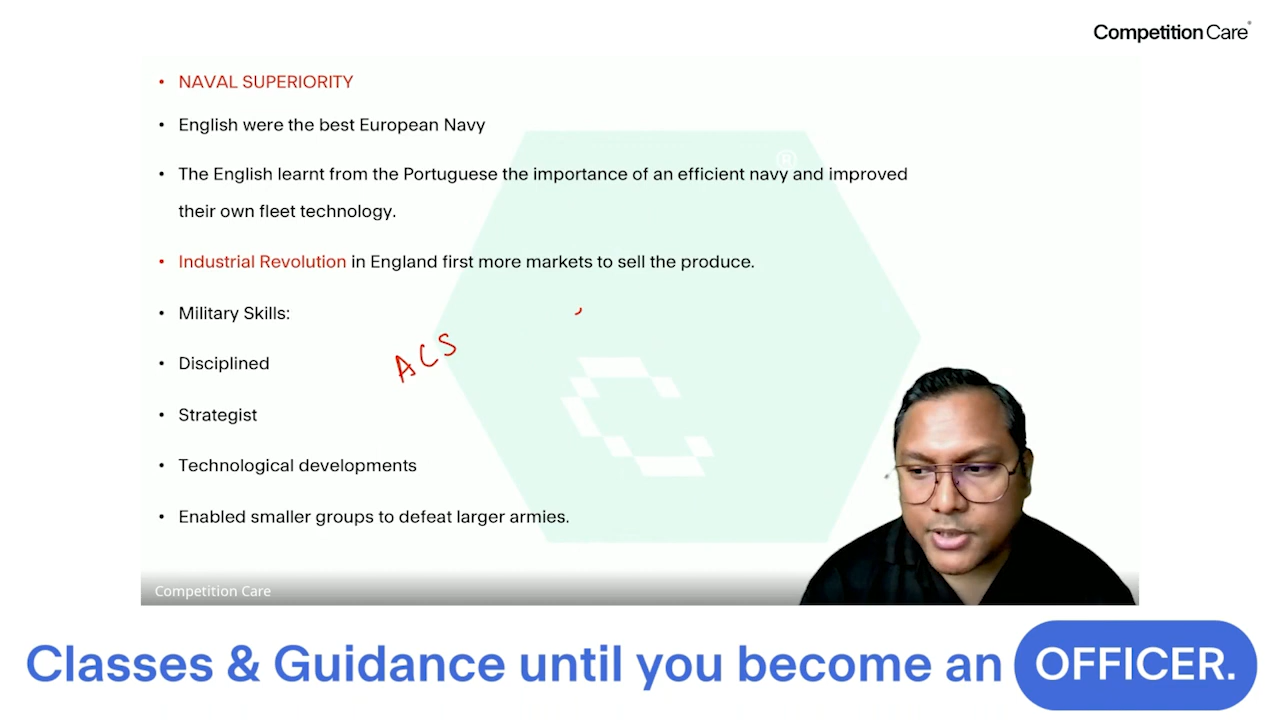 Competition Care
• NAVAL SUPERIORITY
• English were the best European Navy
• The English learnt from the Portuguese the importance of an efficient navy and improved
their own fleet technology.
• Industrial Revolution in England first more markets to sell the produce.
• Military Skills:
ACS
• Disciplined
• Strategist
• Technological developments
• Enabled smaller groups to defeat larger armies.
Competition Care
Classes & Guidance until you become an OFFICER.